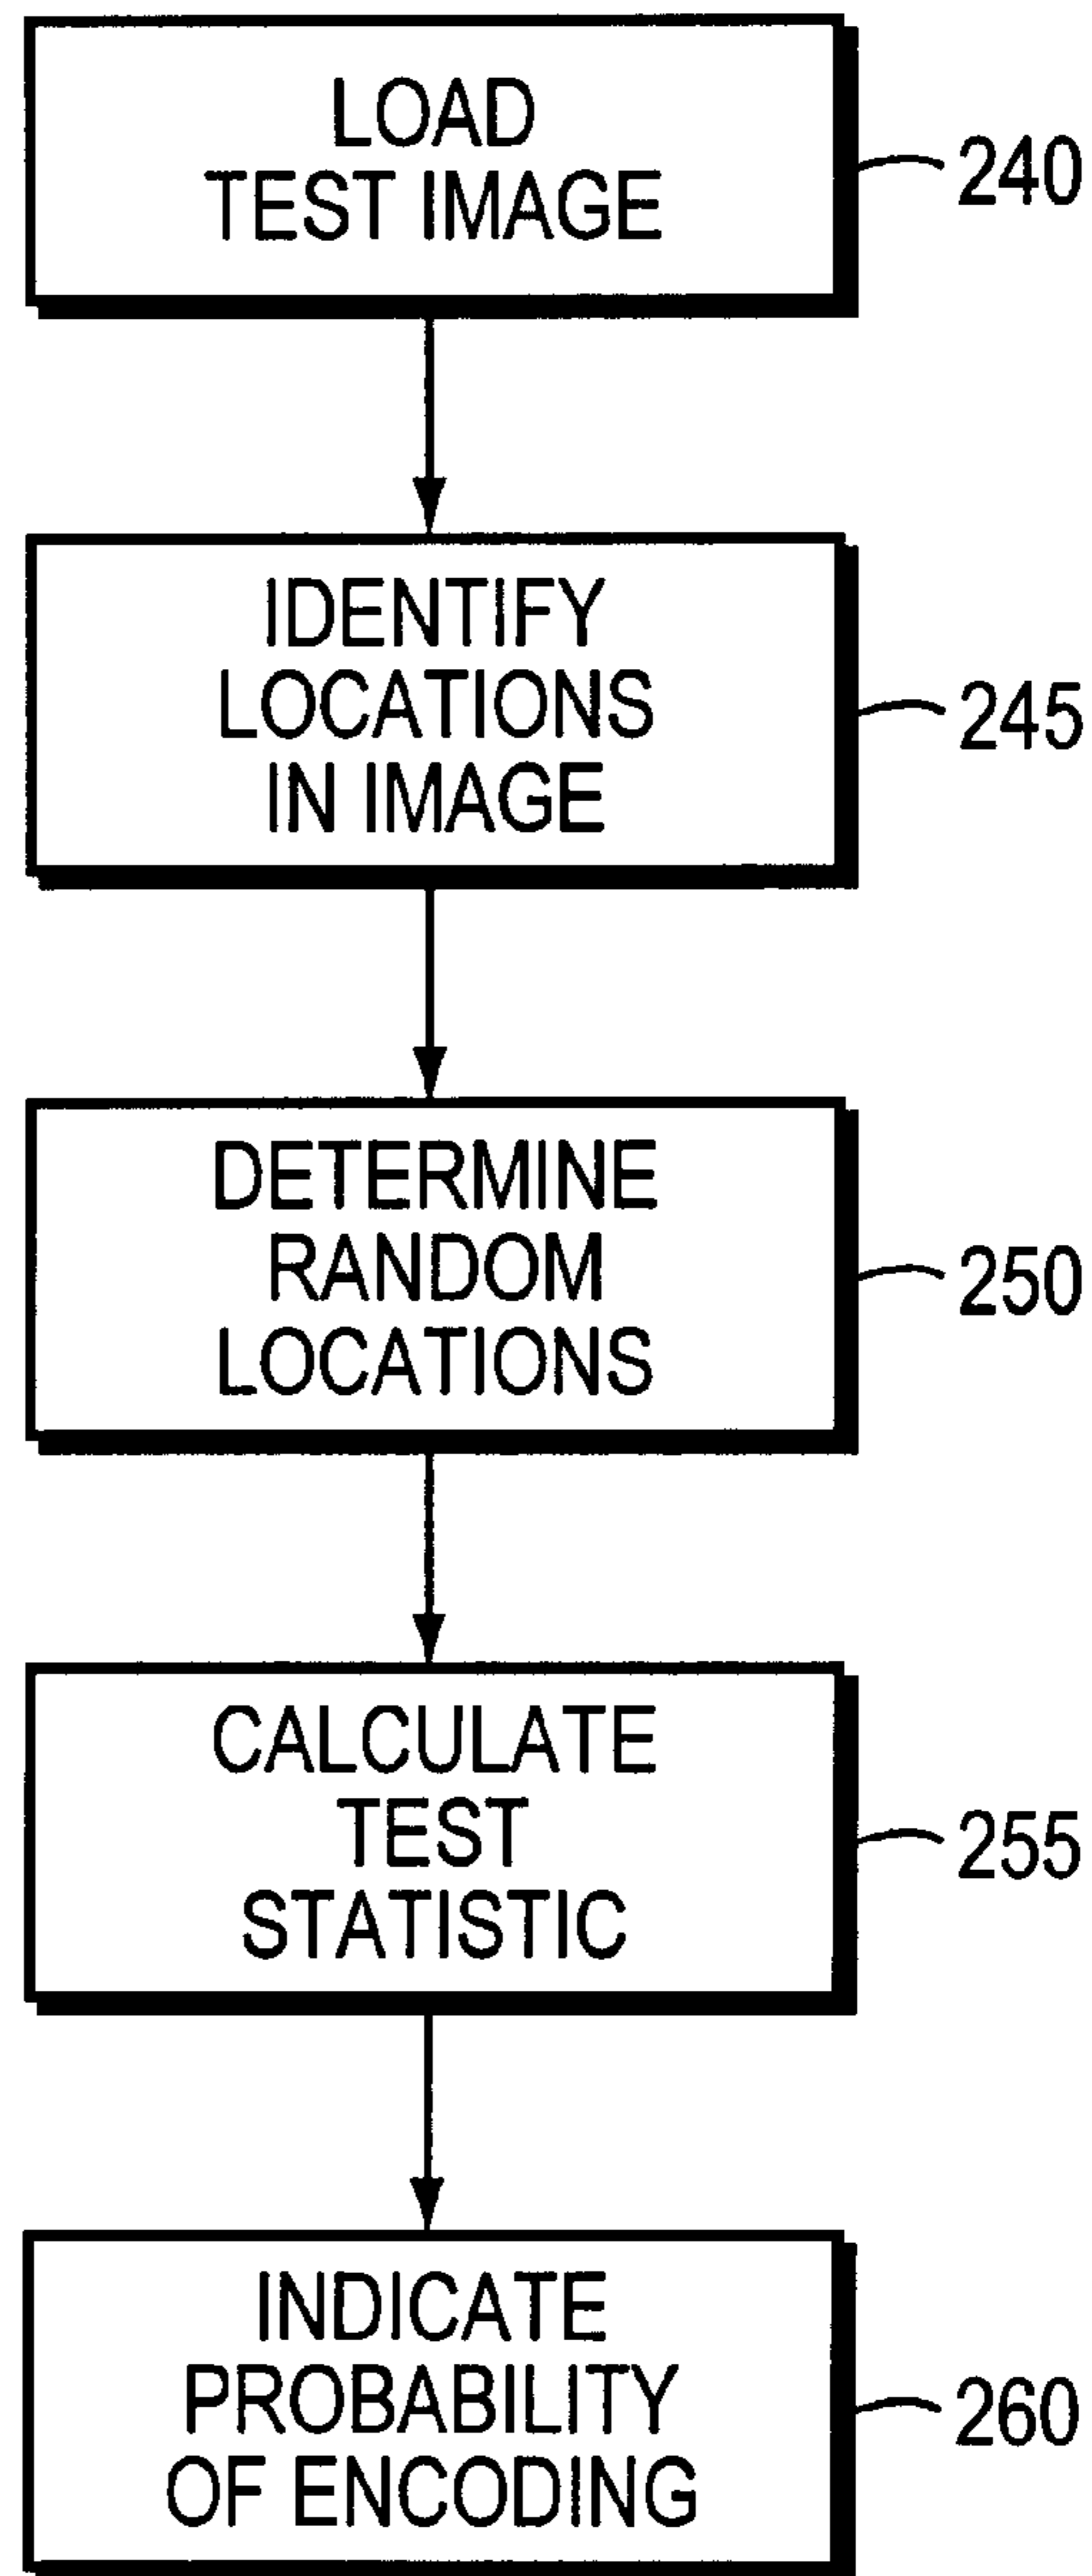 LOAD
TEST IMAGE
240
IDENTIFY
LOCATIONS
IN IMAGE
245
DETERMINE
RANDOM
LOCATIONS
250
CALCULATE
TEST
STATISTIC
255
INDICATE
PROBABILITY
OF ENCODING
260